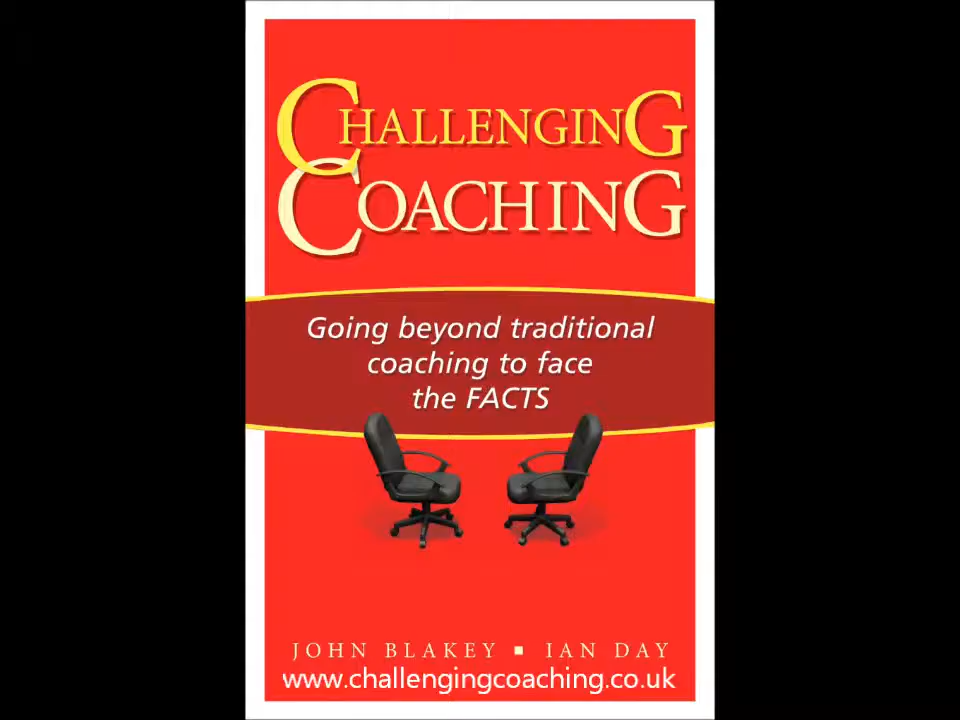 CHALLENGING
COACHING
Going beyond traditional
coaching to face
the FACTS
JOHN BLAKEY ▪ IAN DAY
www.challengingcoaching.co.uk